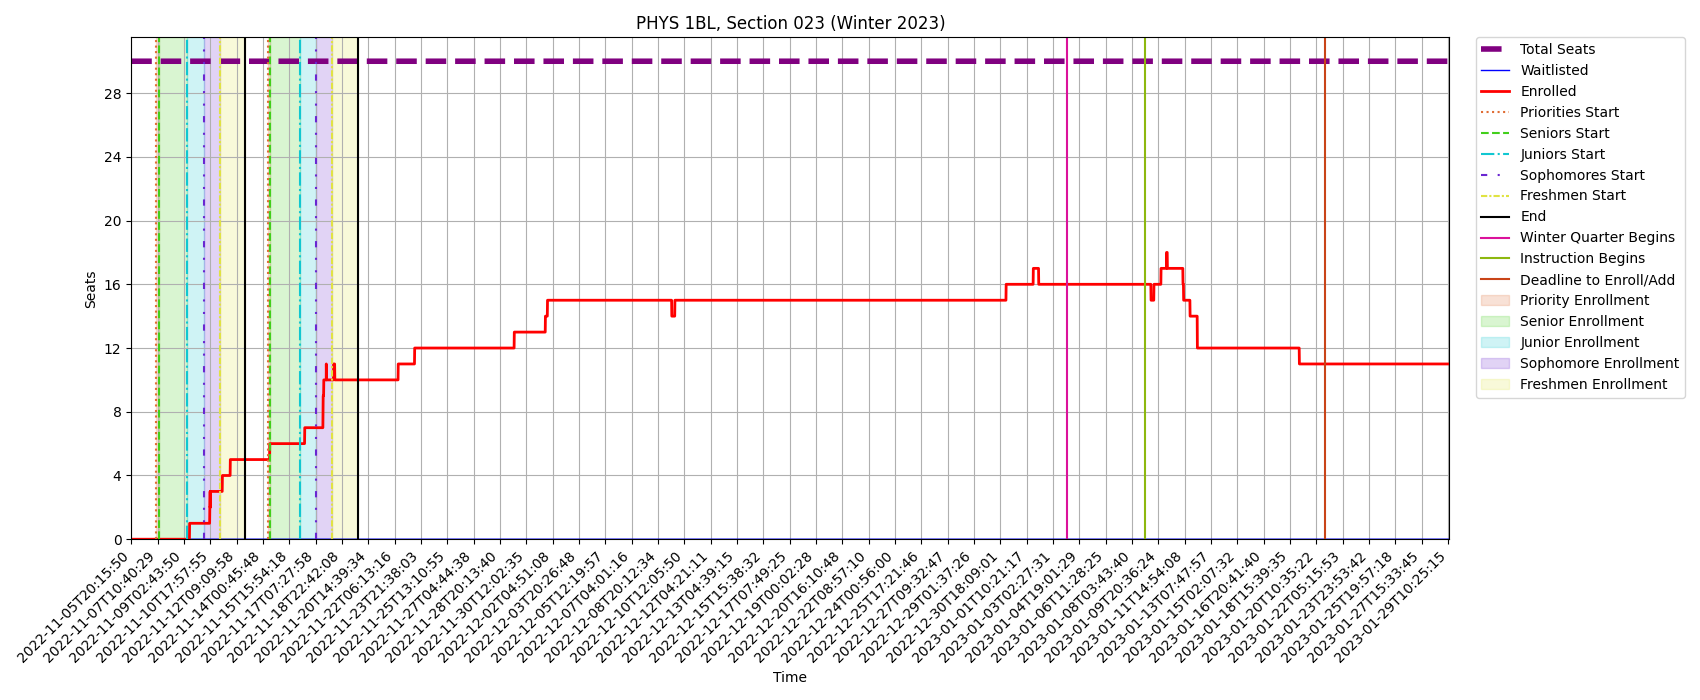 PHYS 1BL, Section 023 (Winter 2023)
Seats
28
24
20
16
12
8
4
0
Total Seats
Waitlisted
Enrolled
Priorities Start
Seniors Start
Juniors Start
Sophomores Start
Freshmen Start
End
Winter Quarter Begins
Instruction Begins
Deadline to Enroll/Add
Priority Enrollment
Senior Enrollment
Junior Enrollment
Sophomore Enrollment
Freshmen Enrollment
2022-11-05T20:15:50
2022-11-07T10:40:29
2022-11-09T02:43:50
2022-11-10T17:57:55
2022-11-12T09:09:58
2022-11-14T00:45:48
2022-11-15T15:54:18
2022-11-17T07:27:58
2022-11-18T22:42:08
2022-11-20T14:39:34
2022-11-22T06:13:16
2022-11-23T21:38:03
2022-11-25T13:10:55
2022-11-27T04:44:38
2022-11-28T20:13:40
2022-11-30T12:02:35
2022-12-02T04:51:08
2022-12-03T20:26:48
2022-12-05T12:19:57
2022-12-07T04:01:16
2022-12-08T20:12:34
2022-12-10T12:05:50
2022-12-12T04:21:11
2022-12-13T04:39:15
2022-12-15T15:38:32
2022-12-17T07:49:25
2022-12-19T00:02:28
2022-12-20T16:10:48
2022-12-22T08:57:10
2022-12-24T00:56:00
2022-12-25T17:21:46
2022-12-27T09:32:47
2022-12-29T01:37:26
2022-12-30T18:09:01
2023-01-01T10:21:17
2023-01-03T02:27:31
2023-01-04T19:01:29
2023-01-06T11:28:25
2023-01-08T03:43:40
2023-01-09T20:36:24
2023-01-11T14:54:08
2023-01-13T07:47:57
2023-01-15T02:07:32
2023-01-16T20:41:40
2023-01-18T15:39:35
2023-01-20T10:35:22
2023-01-22T05:15:53
2023-01-23T23:53:42
2023-01-25T19:57:18
2023-01-27T15:33:45
2023-01-29T10:25:15
Time